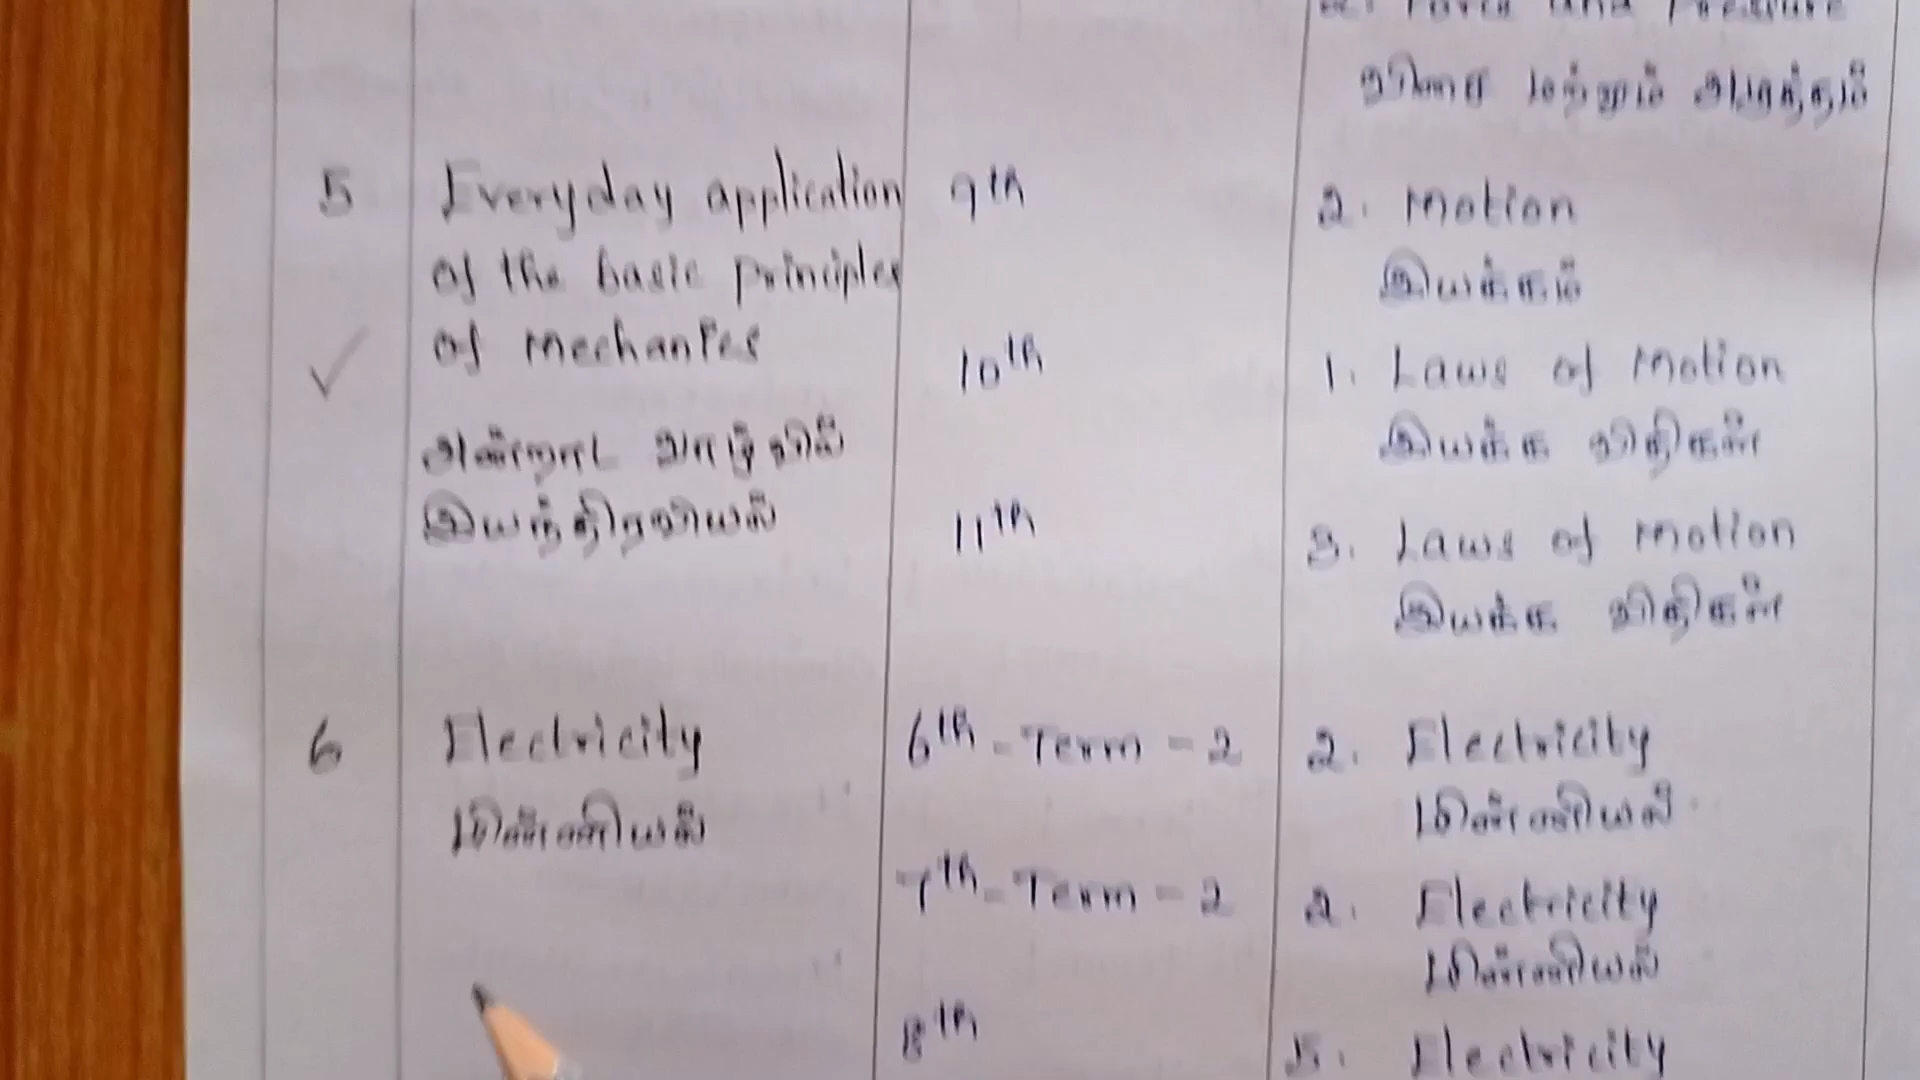 2. Force and Pressure
விசை மற்றும் அழுத்தம்
5 Everyday application 9th 2. Motion
of the basic principles இயக்கம்
of mechanics 10th 1. Laws of Motion
அன்றாட வாழ்வில் இயக்க விதிகள்
இயந்திரவியல் 11th 3. Laws of Motion
இயக்க விதிகள்
6 Electricity 6th - Term - 2 2. Electricity
மின்னியல் மின்னியல்
7th - Term - 2 2. Electricity
மின்னியல்
8th 5. Electricity